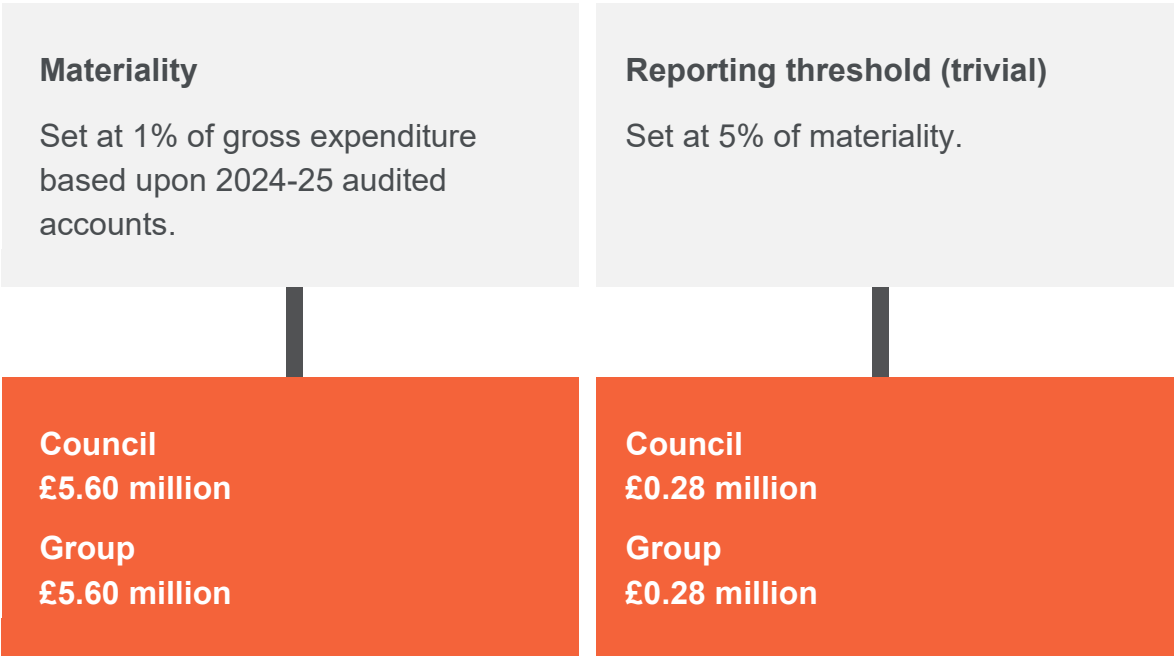 Materiality
Set at 1% of gross expenditure
based upon 2024-25 audited
accounts.
Reporting threshold (trivial)
Set at 5% of materiality.
Council
£5.60 million
Group
£5.60 million
Council
£0.28 million
Group
£0.28 million